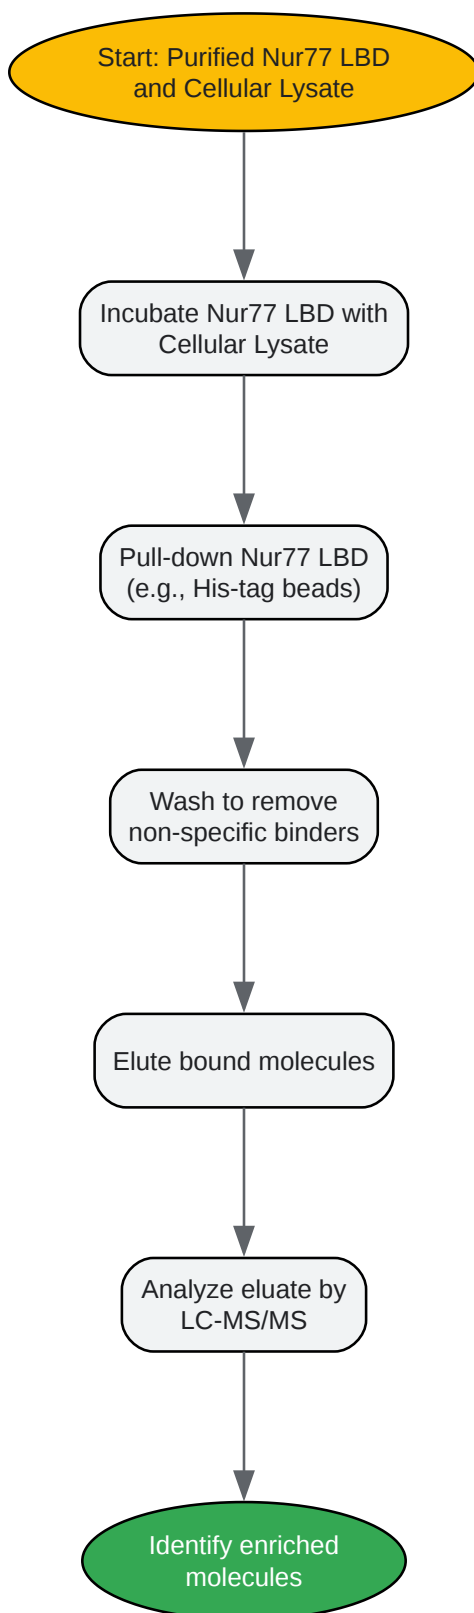 Start: Purified Nur77 LBD
and Cellular Lysate
Incubate Nur77 LBD with
Cellular Lysate
Pull-down Nur77 LBD
(e.g., His-tag beads)
Wash to remove
non-specific binders
Elute bound molecules
Analyze eluate by
LC-MS/MS
Identify enriched
molecules